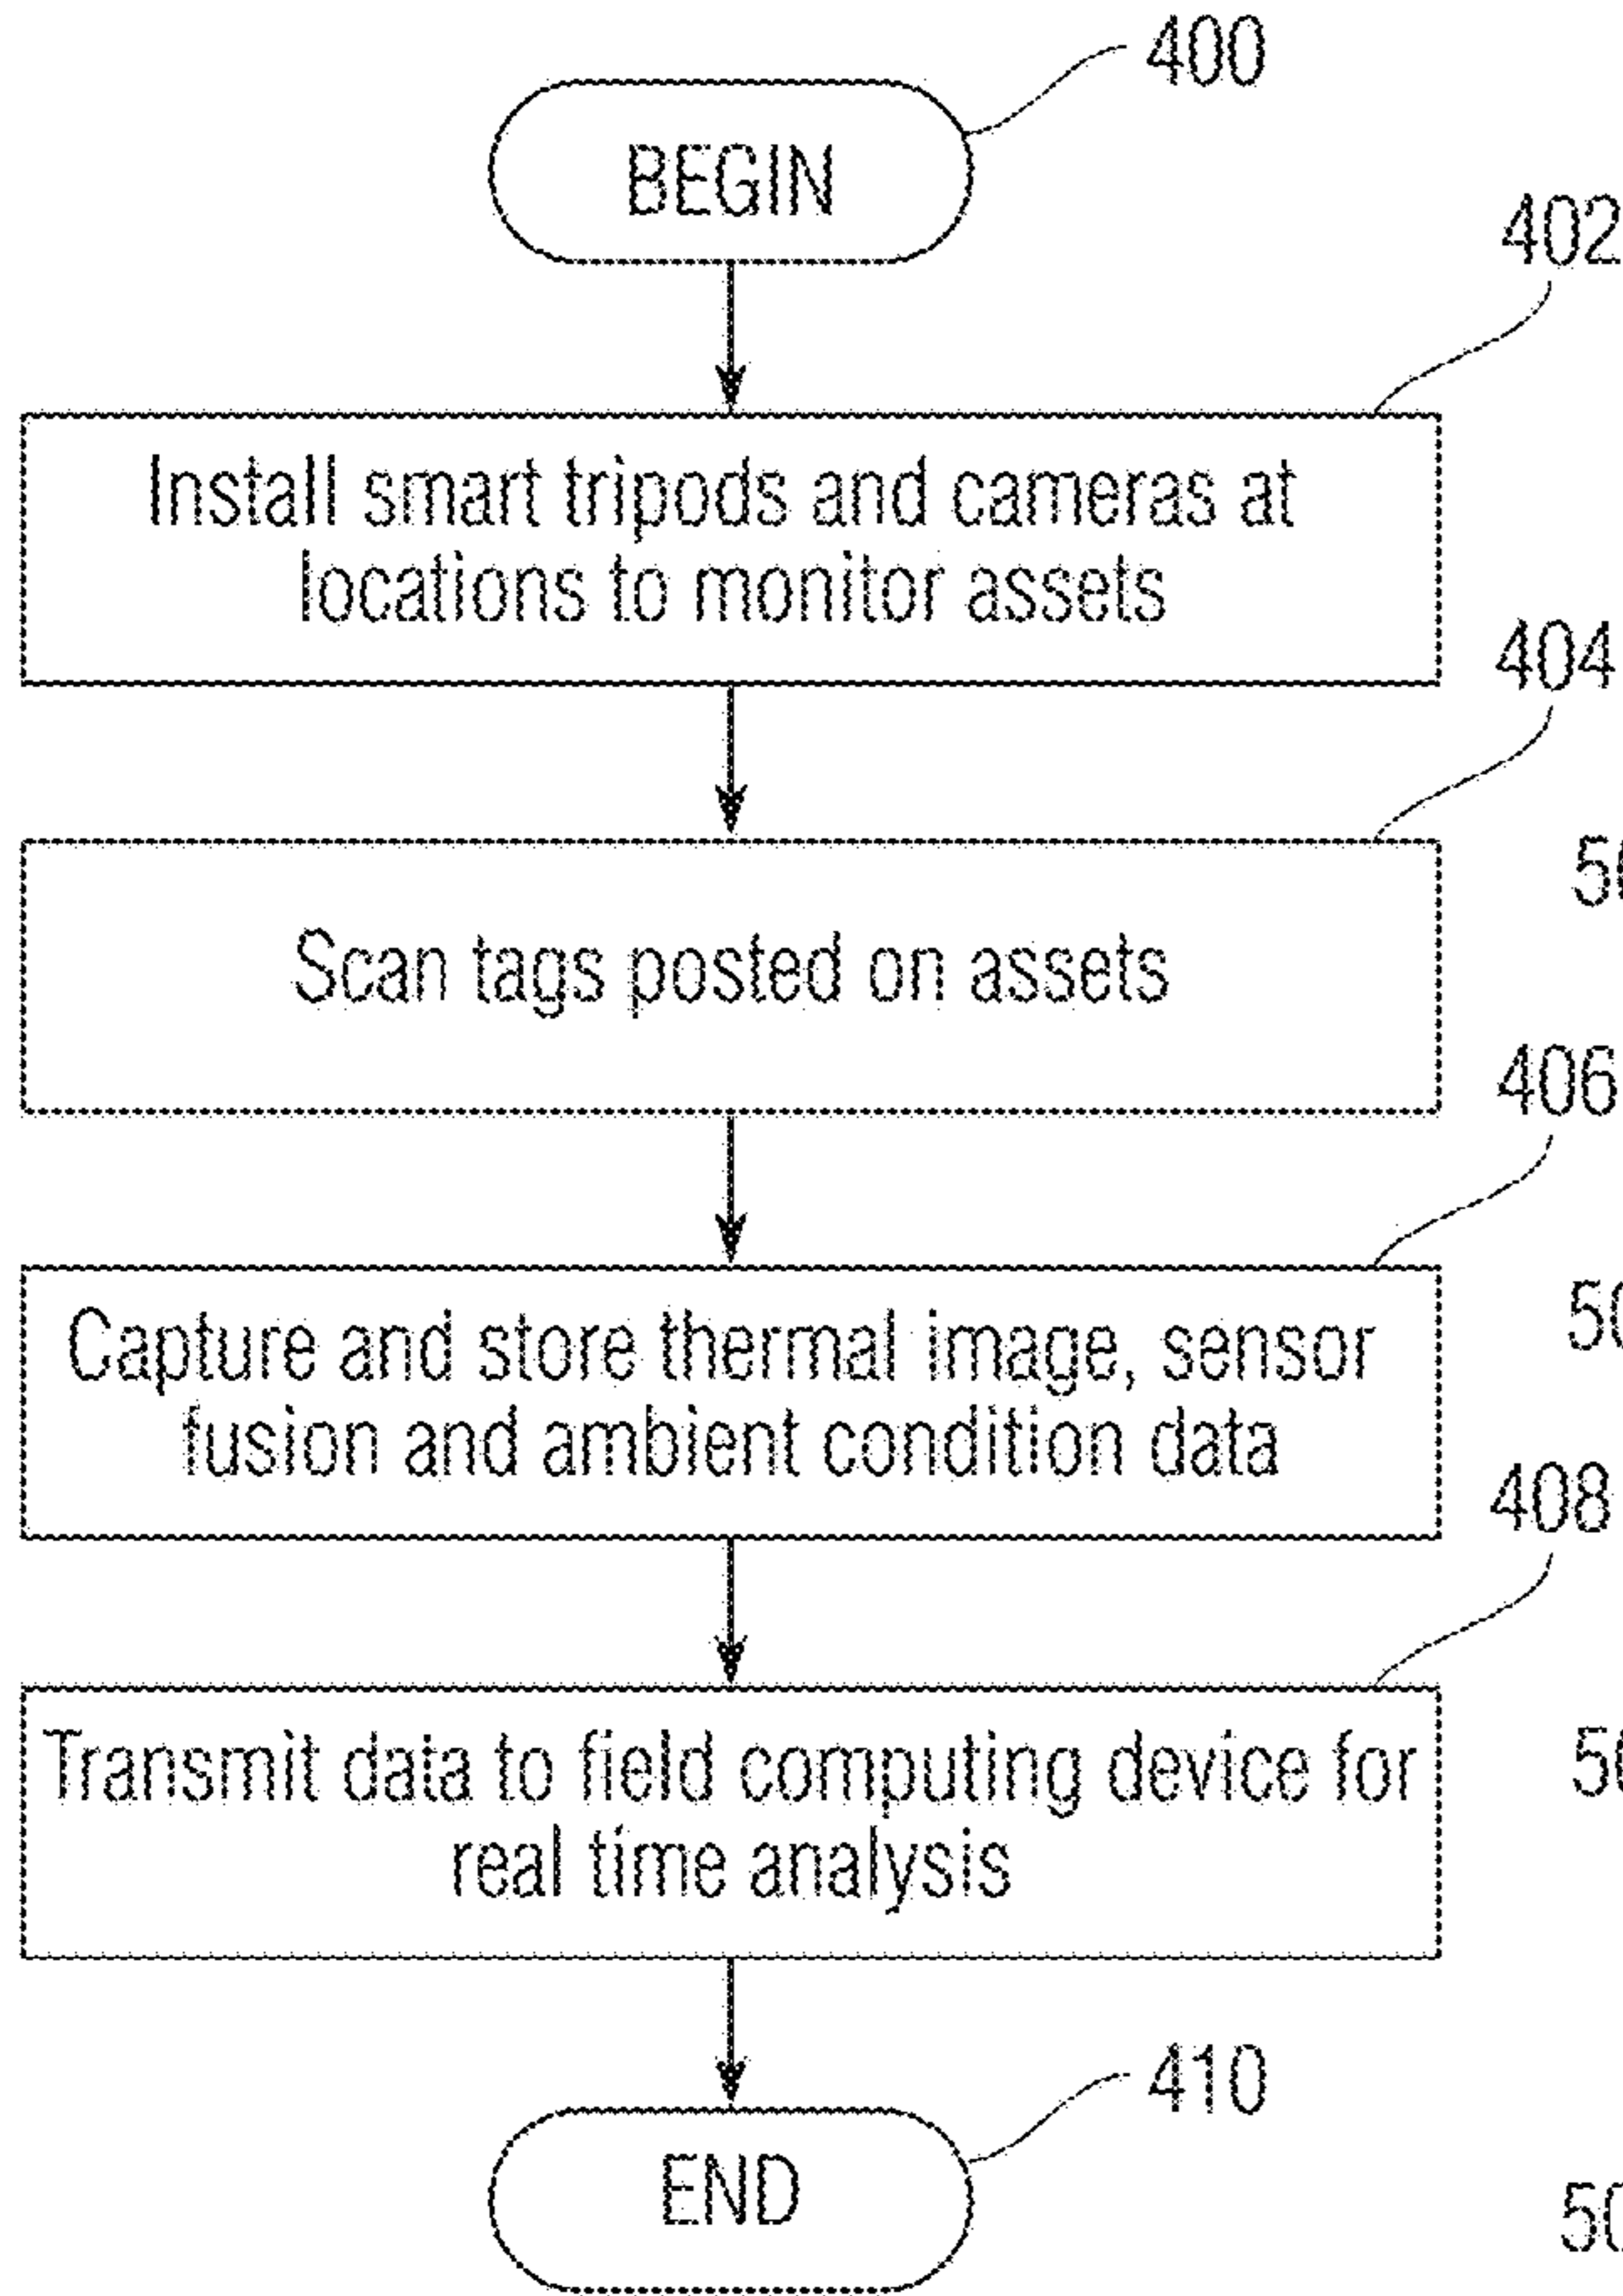 400
BEGIN
402
Install smart tripods and cameras at
locations to monitor assets
404
Scan tags posted on assets
406
Capture and store thermal image, sensor
fusion and ambient condition data
408
Transmit data to field computing device for
real time analysis
410
END